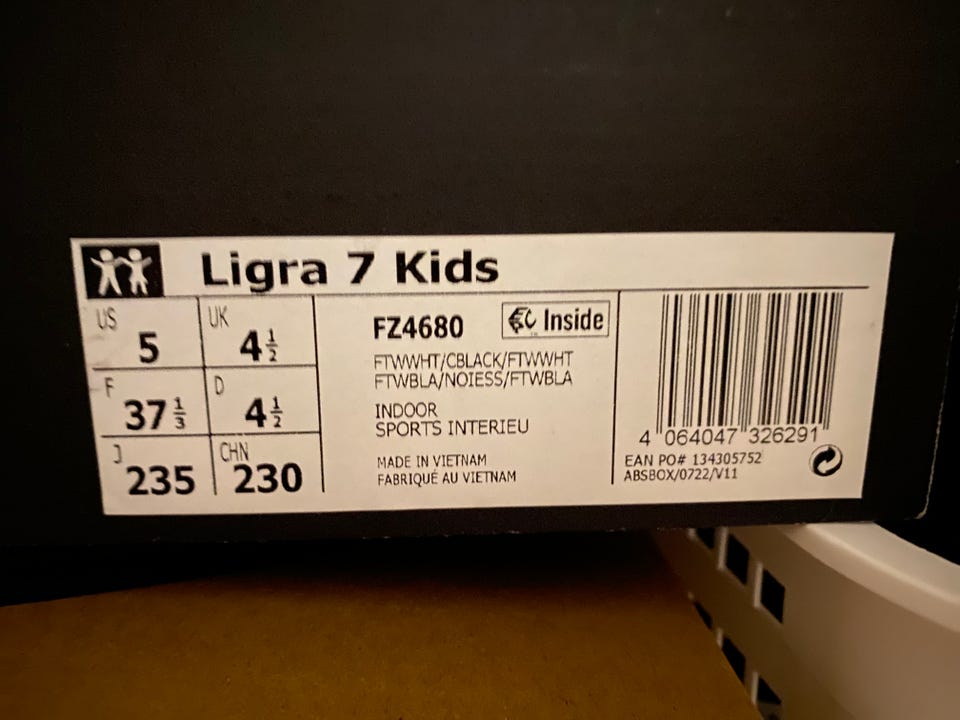 Ligra 7 Kids
US 5 UK 4½
F 37⅓ D 4½
J 235 CHN 230
FZ4680 Inside
FTWWHT/CBLACK/FTWWHT
FTWBLA/NOIESS/FTWBLA
INDOOR
SPORTS INTERIEU
MADE IN VIETNAM
FABRIQUÉ AU VIETNAM
4 064047 326291
EAN PO# 134305752
ABSBOX/0722/V11